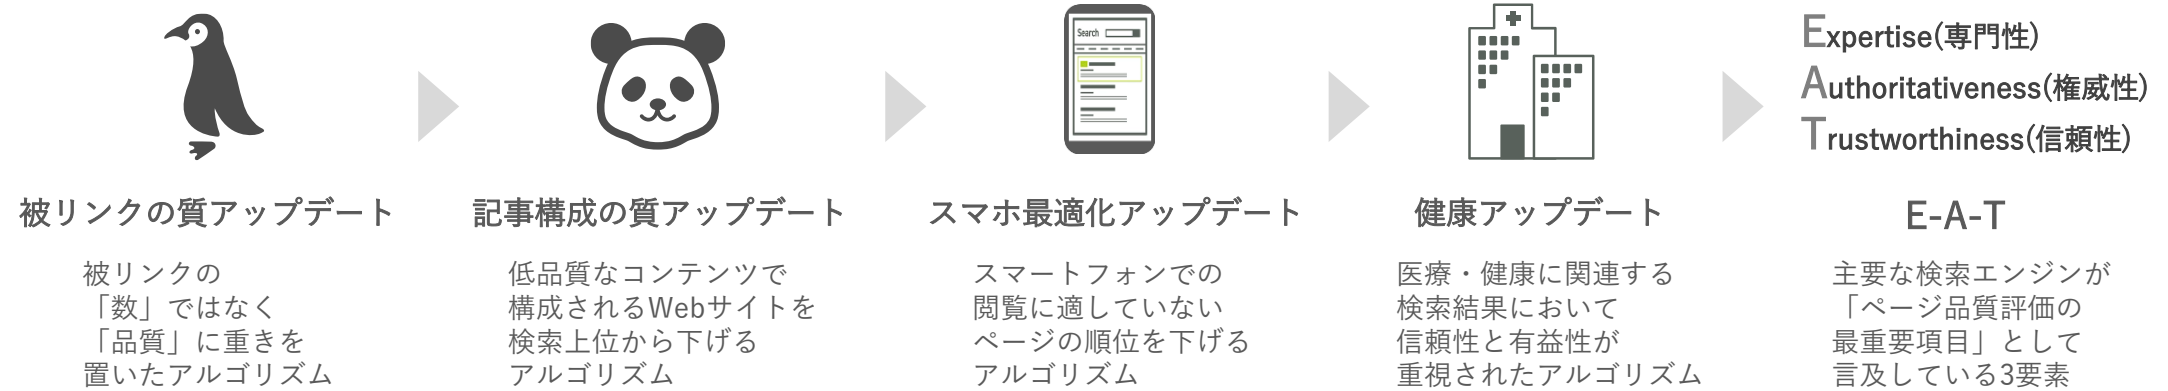 Search
Expertise(専門性)
Authoritativeness(権威性)
Trustworthiness(信頼性)
被リンクの質アップデート
被リンクの
「数」ではなく
「品質」に重きを
置いたアルゴリズム
記事構成の質アップデート
低品質なコンテンツで
構成されるWebサイトを
検索上位から下げる
アルゴリズム
スマホ最適化アップデート
スマートフォンでの
閲覧に適していない
ページの順位を下げる
アルゴリズム
健康アップデート
医療・健康に関連する
検索結果において
信頼性と有益性が
重視されたアルゴリズム
E-A-T
主要な検索エンジンが
「ページ品質評価の
最重要項目」として
言及している3要素